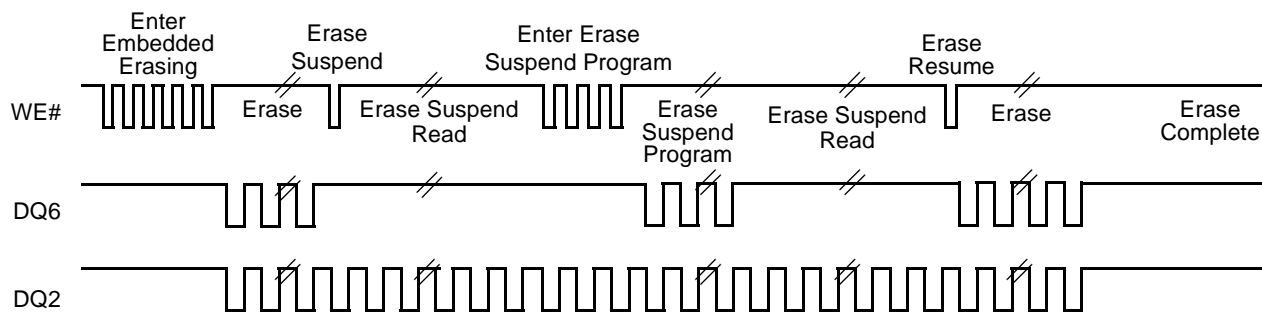 Enter
Embedded
Erasing
Erase
Suspend
Enter Erase
Suspend Program
Erase
Resume
WE#
Erase
Erase Suspend
Read
Erase
Suspend
Program
Erase Suspend
Read
Erase
Erase
Complete
DQ6
DQ2